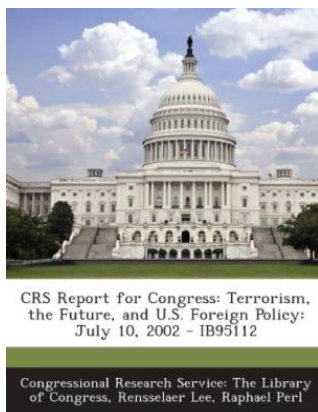 CRS Report for Congress: Terrorism,
the Future, and U.S. Foreign Policy:
July 10, 2002 - IB95112
Congressional Research Service: The Library
of Congress, Rensselaer Lee, Raphael Perl